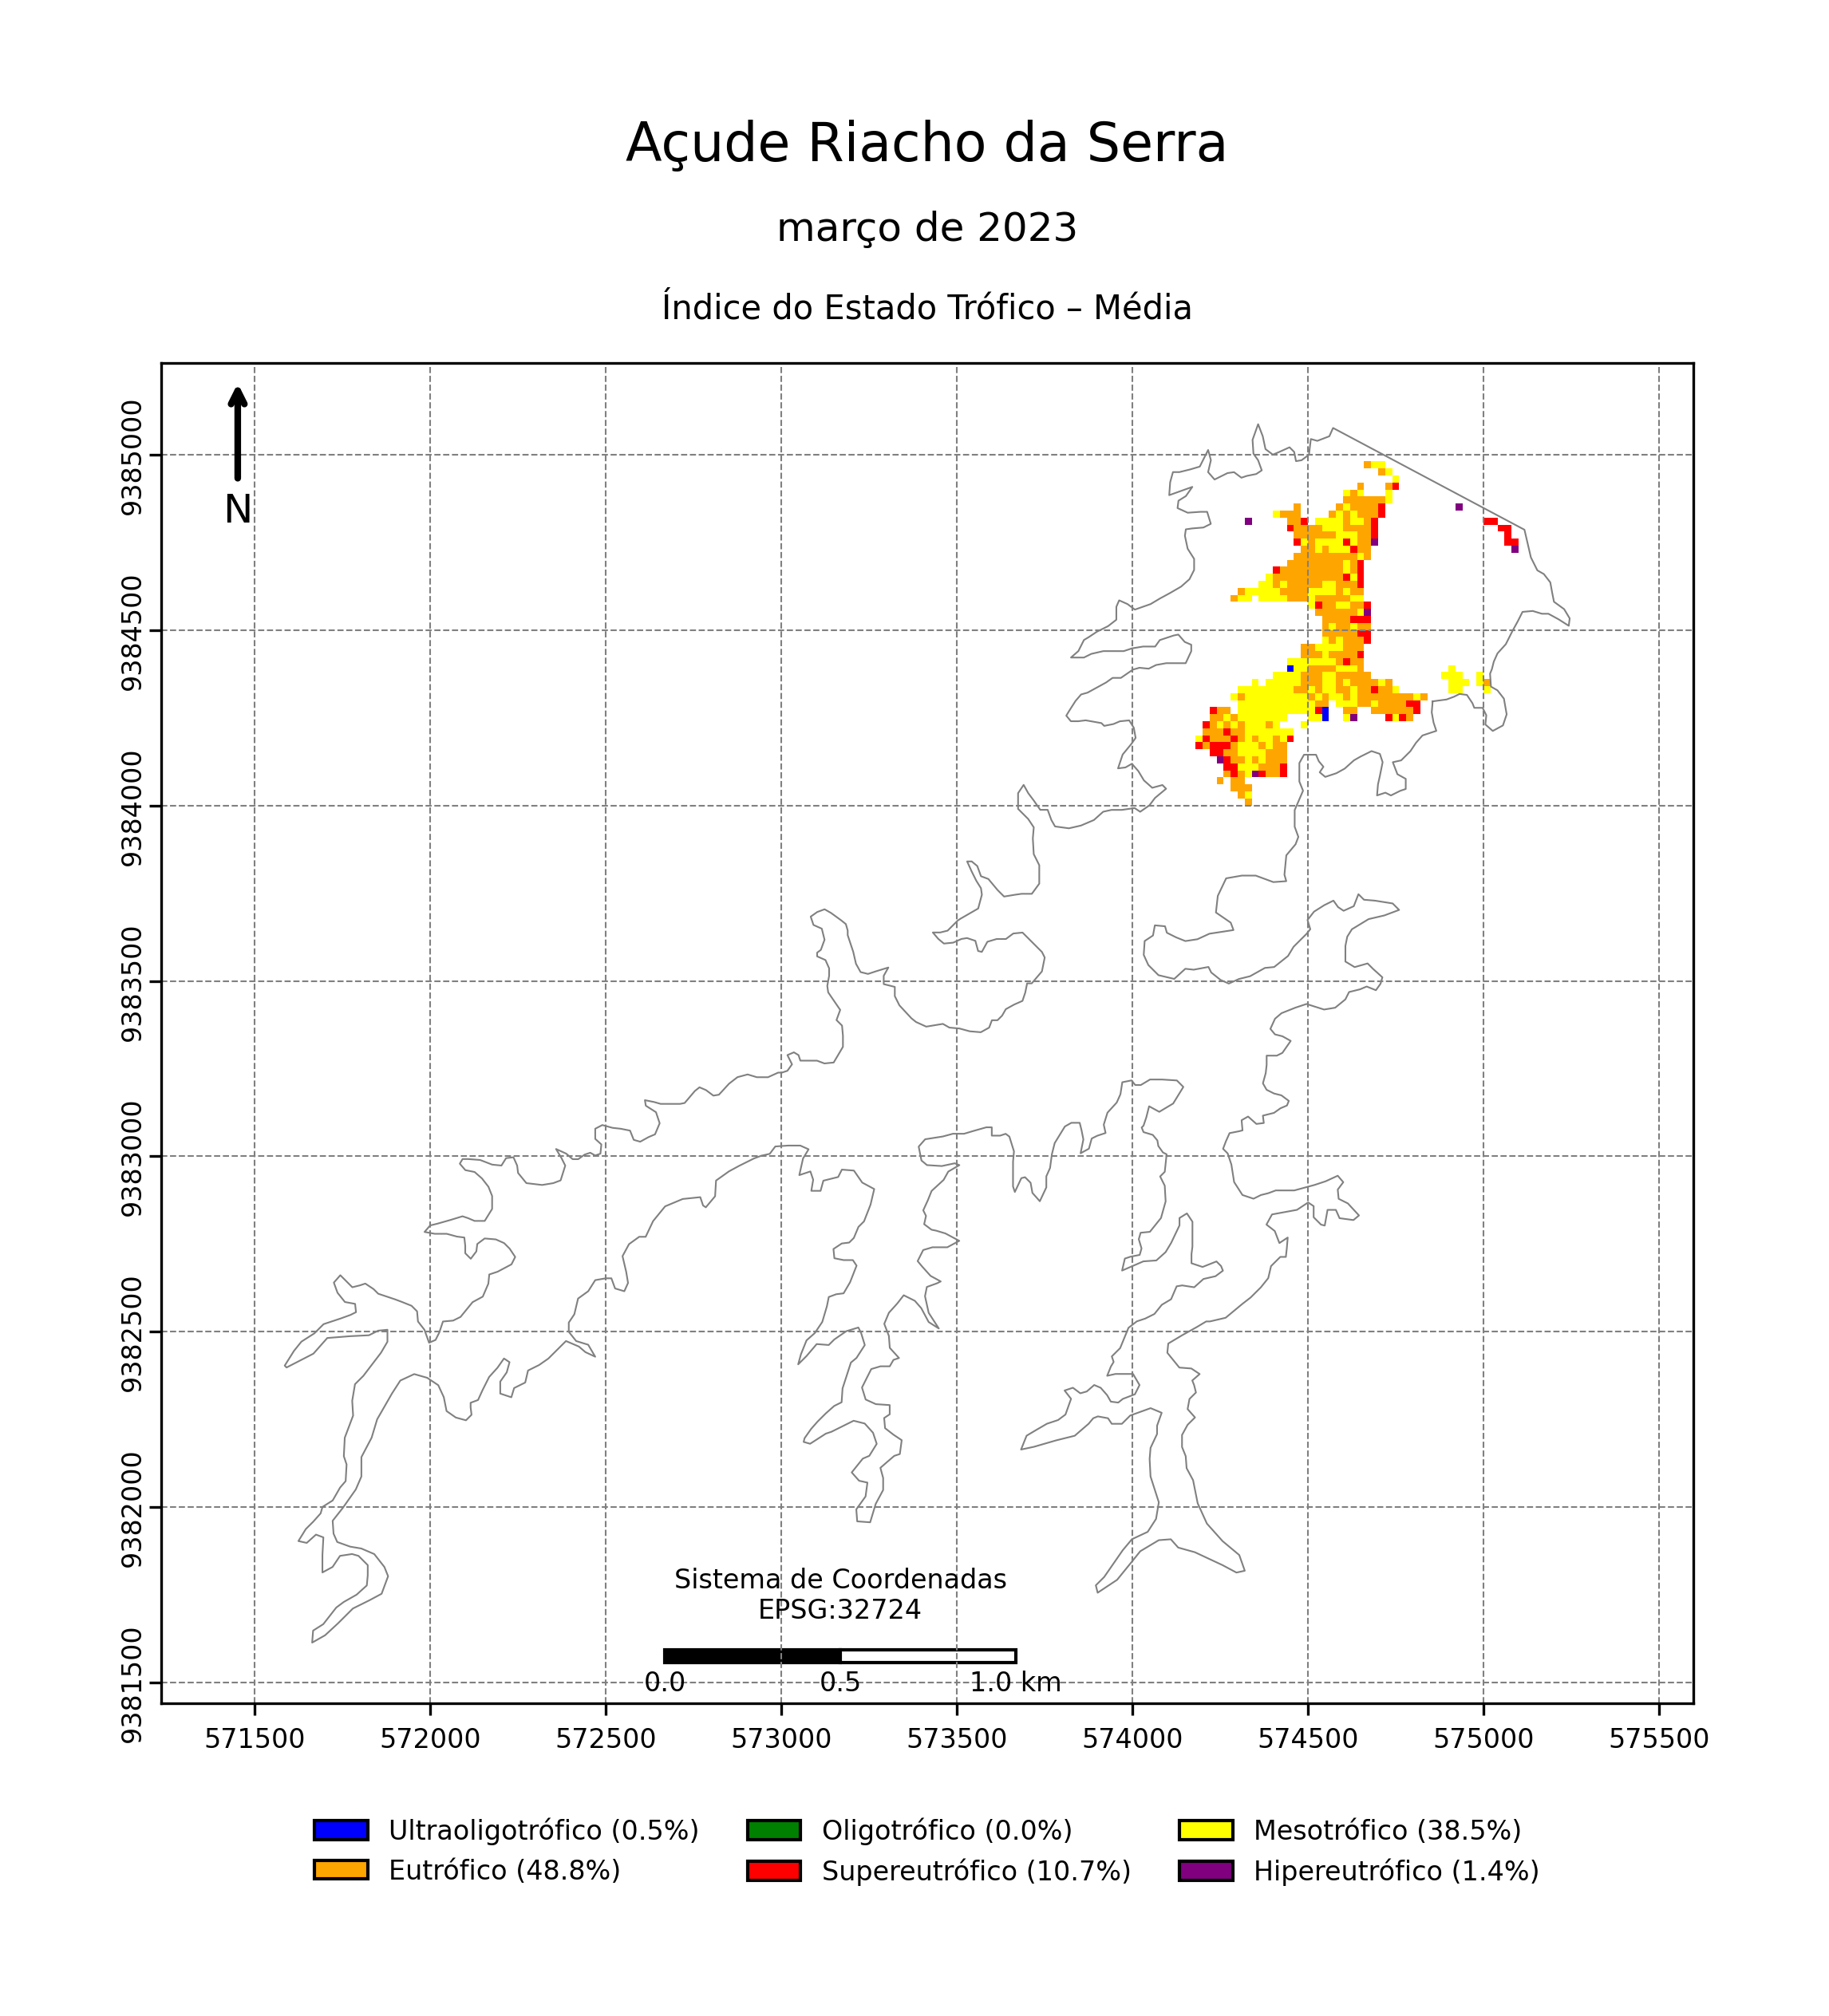 Açude Riacho da Serra
março de 2023
Índice do Estado Trófico – Média
N
9385000
9384500
9384000
9383500
9383000
9382500
9382000
9381500
Sistema de Coordenadas
EPSG:32724
0.0 0.5 1.0 km
571500 572000 572500 573000 573500 574000 574500 575000 575500
Ultraoligotrófico (0.5%) Oligotrófico (0.0%) Mesotrófico (38.5%)
Eutrófico (48.8%) Supereutrófico (10.7%) Hipereutrófico (1.4%)